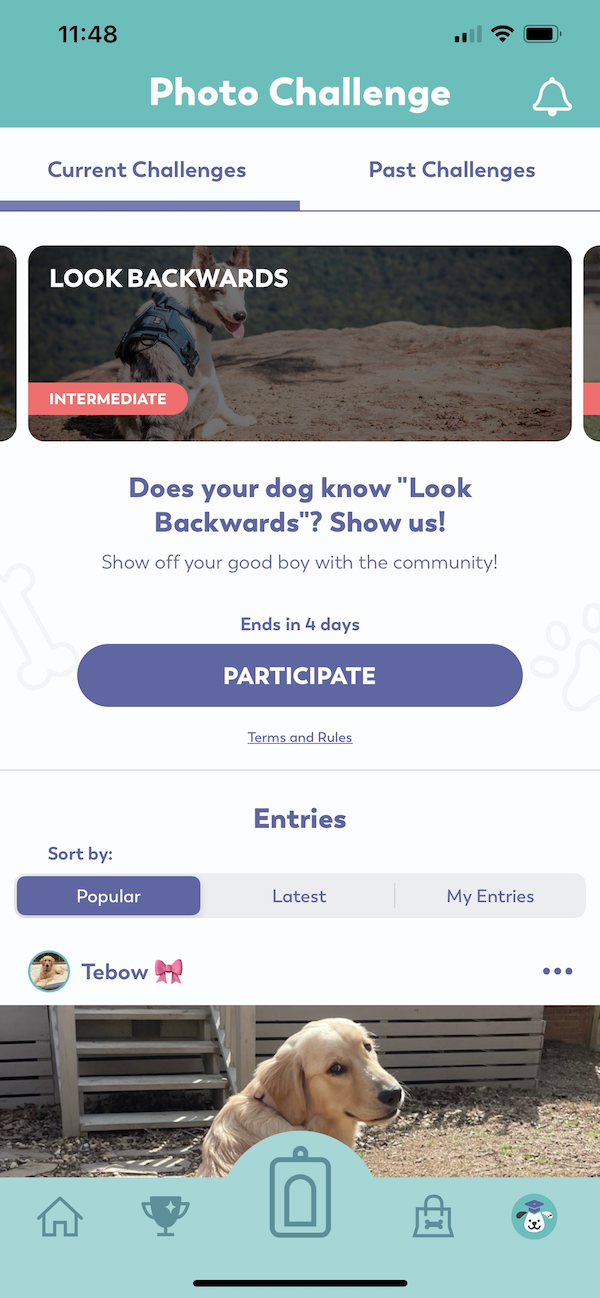 11:48
Photo Challenge
Current Challenges
Past Challenges
LOOK BACKWARDS
INTERMEDIATE
Does your dog know "Look
Backwards"? Show us!
Show off your good boy with the community!
Ends in 4 days
PARTICIPATE
Terms and Rules
Entries
Sort by:
Popular
Latest
My Entries
Tebow 🎀